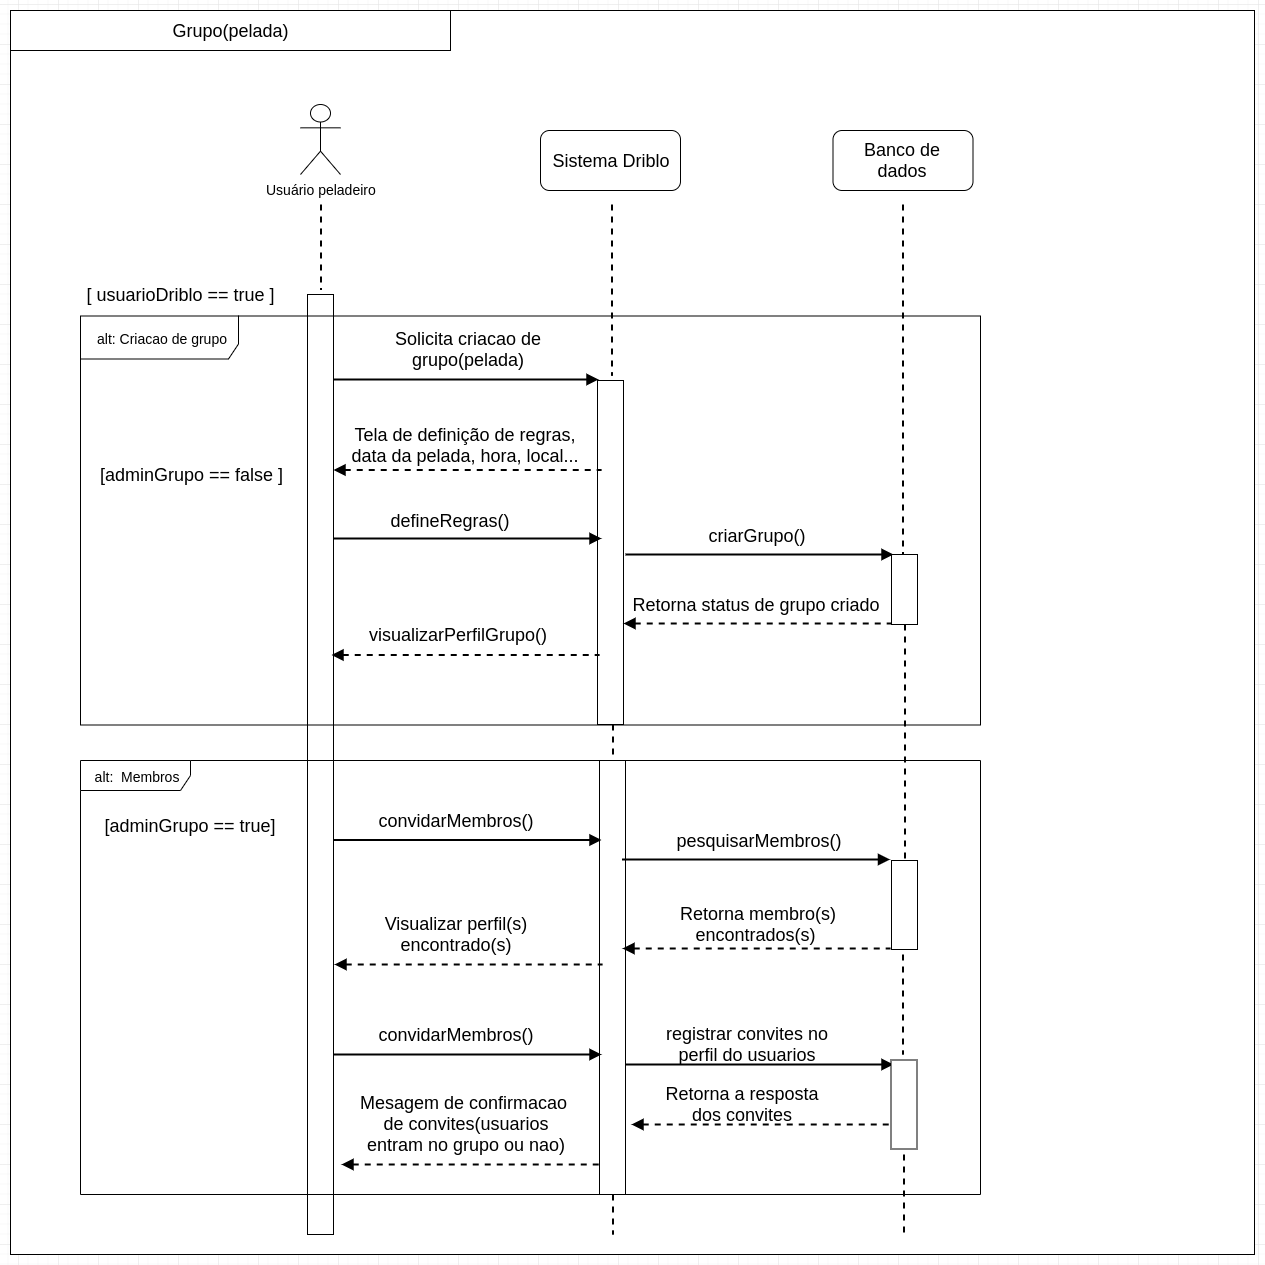 Grupo(pelada)
Usuário peladeiro
Sistema Driblo
Banco de
dados
[ usuarioDriblo == true ]
alt: Criacao de grupo
Solicita criacao de
grupo(pelada)
Tela de definição de regras,
data da pelada, hora, local...
[adminGrupo == false ]
defineRegras()
criarGrupo()
Retorna status de grupo criado
visualizarPerfilGrupo()
alt:  Membros
[adminGrupo == true]
convidarMembros()
pesquisarMembros()
Retorna membro(s)
encontrados(s)
Visualizar perfil(s)
encontrado(s)
convidarMembros()
registrar convites no
perfil do usuarios
Retorna a resposta
dos convites
Mesagem de confirmacao
de convites(usuarios
entram no grupo ou nao)